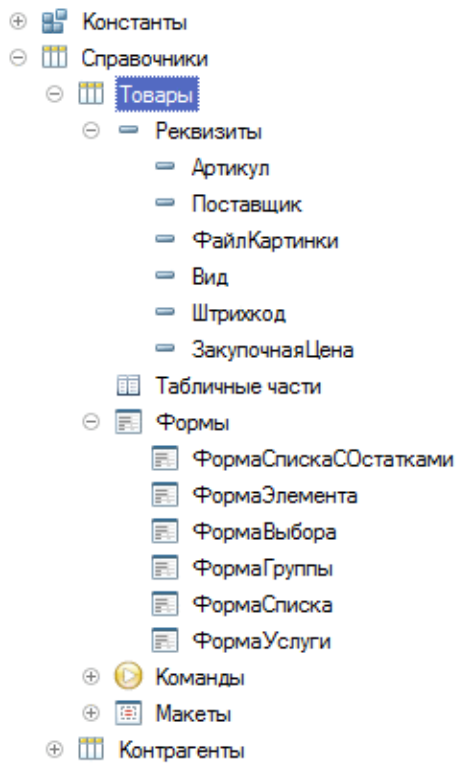 Константы
Справочники
Товары
Реквизиты
Артикул
Поставщик
ФайлКартинки
Вид
Штрихкод
ЗакупочнаяЦена
Табличные части
Формы
ФормаСпискаСОстатками
ФормаЭлемента
ФормаВыбора
ФормаГруппы
ФормаСписка
ФормаУслуги
Команды
Макеты
Контрагенты